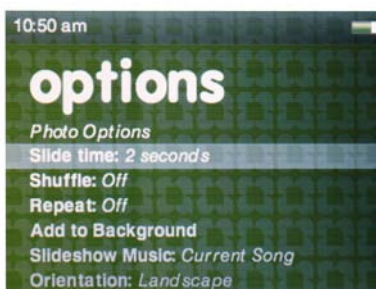 10:50 am
options
Photo Options
Slide time: 2 seconds
Shuffle: Off
Repeat: Off
Add to Background
Slideshow Music: Current Song
Orientation: Landscape